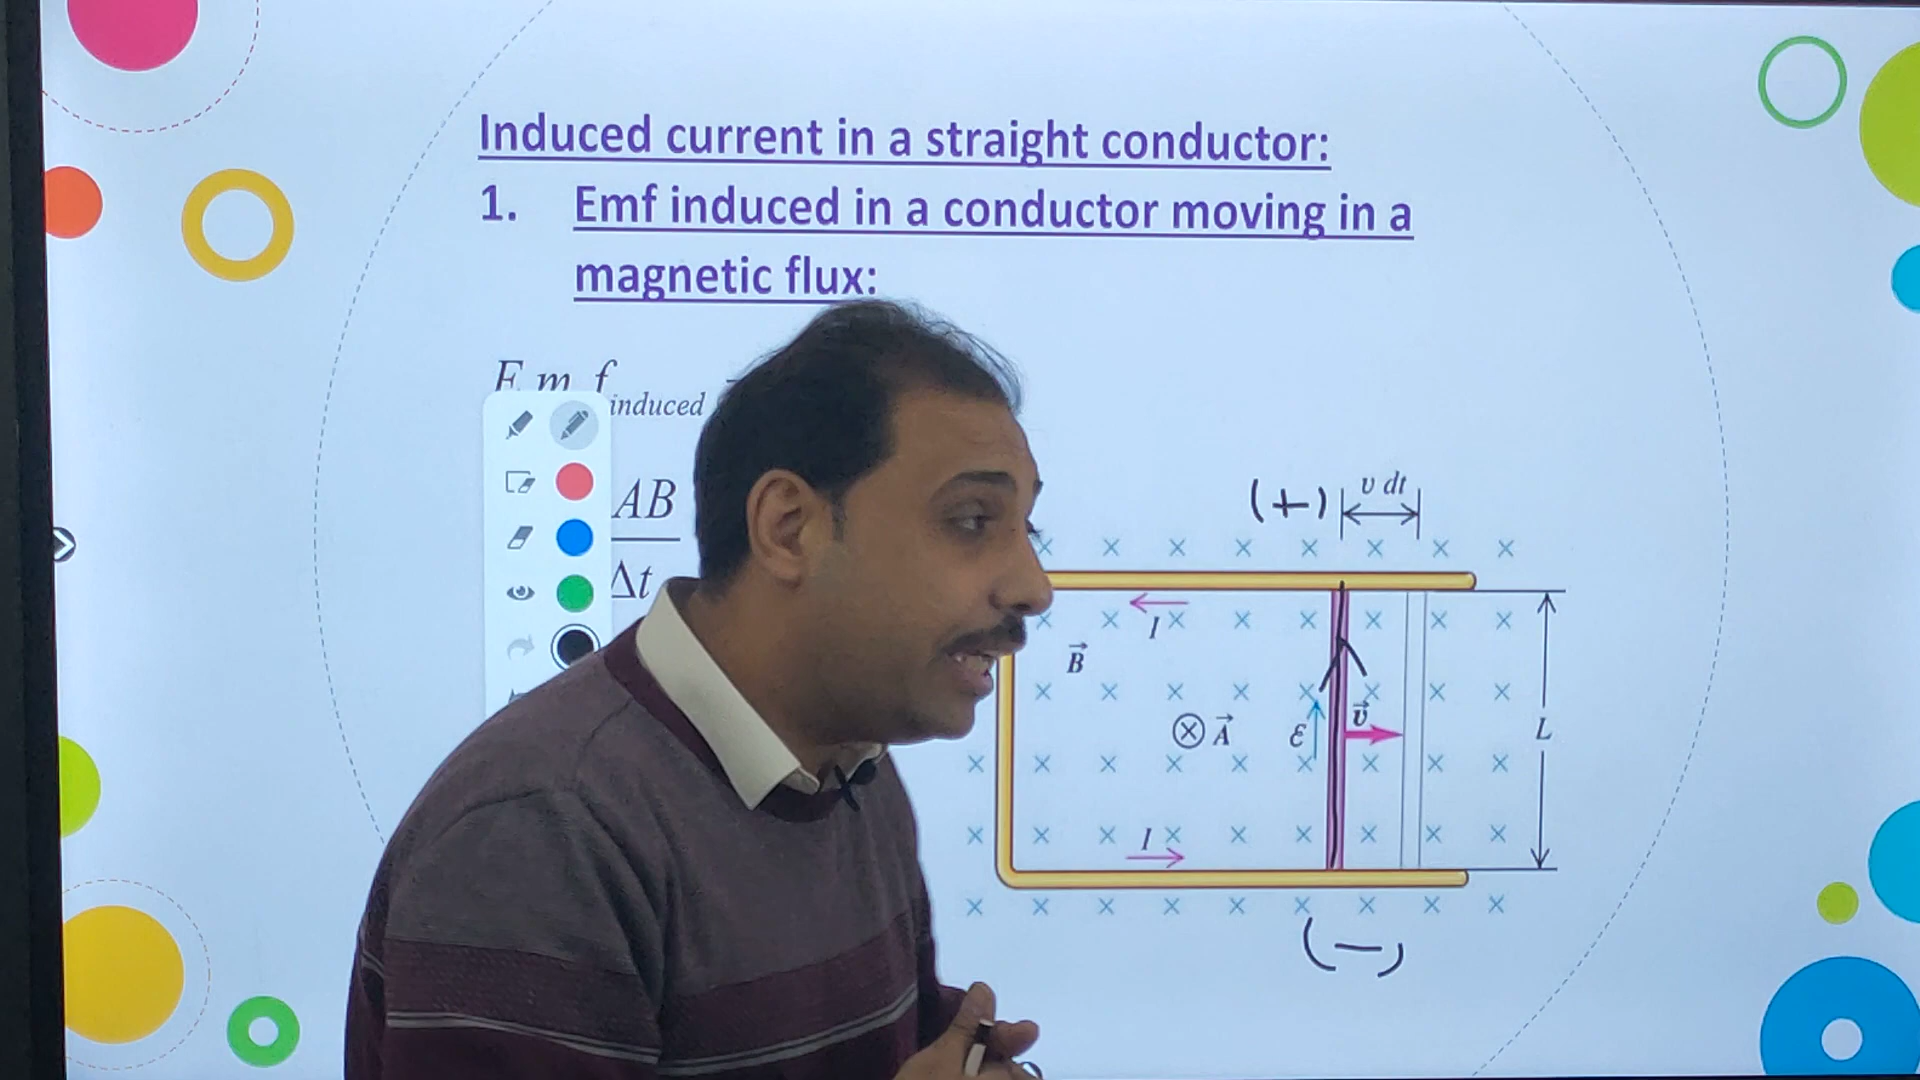 Induced current in a straight conductor:
1. Emf induced in a conductor moving in a
magnetic flux:
E m f induced
AB
Δt
(+)
v dt
I
B⃗
⊗ A⃗
ε
v⃗
L
I
(−)